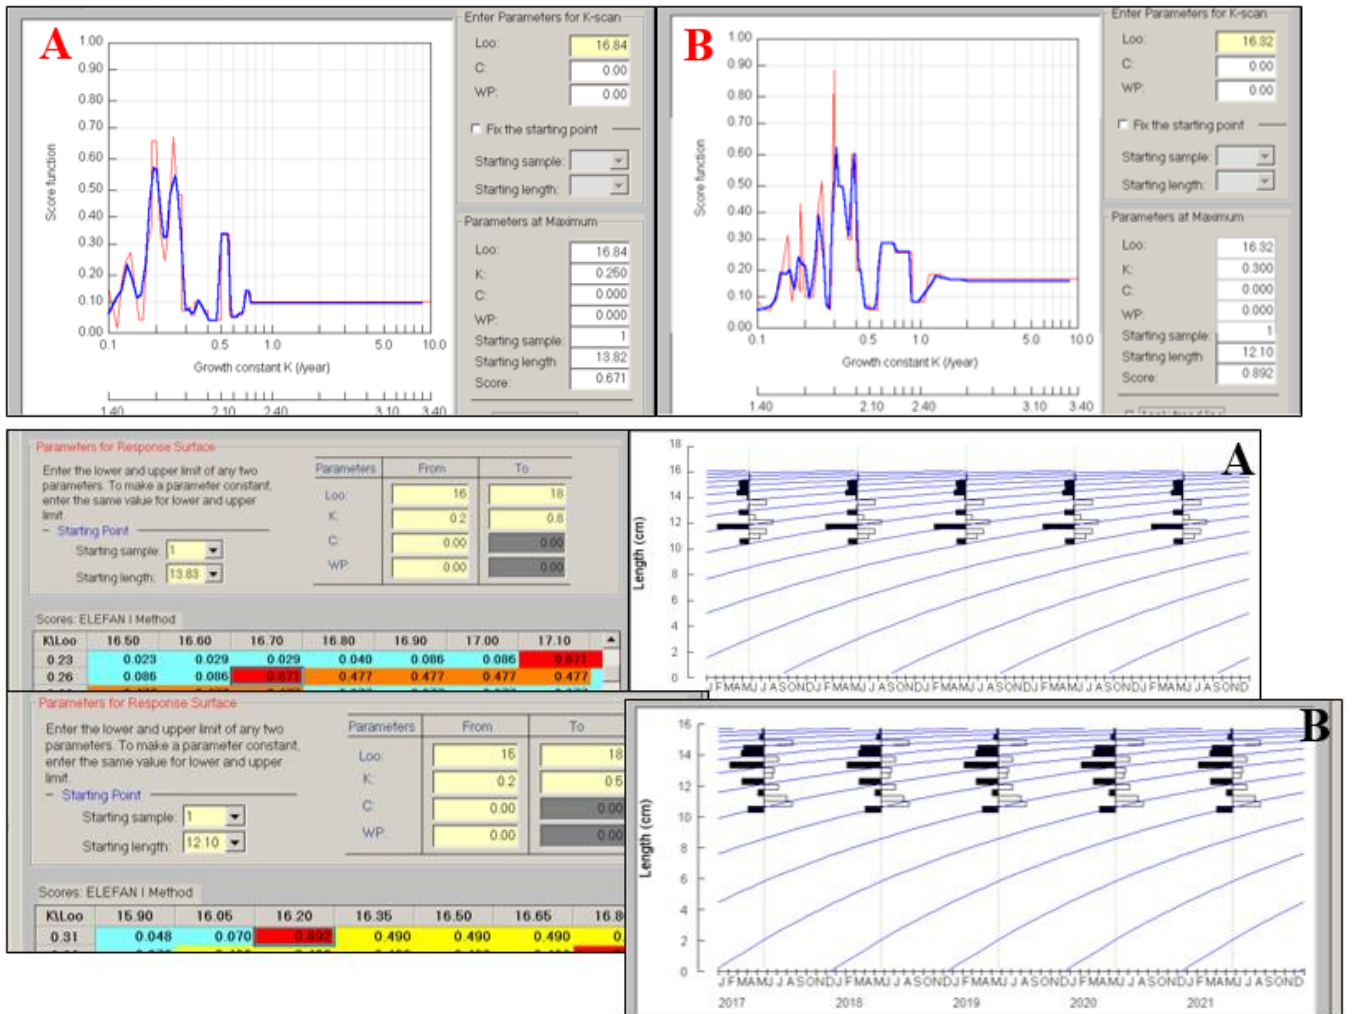 A
1.00
0.90
0.80
0.70
0.60
0.50
0.40
0.30
0.20
0.10
0.00
Score function
0.1
0.5
1.0
5.0
10.0
Growth constant K (/year)
1.40
2.10
2.40
3.10
3.40
Enter Parameters for K-scan
Loo: 16.84
C: 0.00
WP: 0.00
Fix the starting point
Starting sample:
Starting length:
Parameters at Maximum
Loo: 16.84
K: 0.250
C: 0.000
WP: 0.000
Starting sample: 1
Starting length 13.82
Score: 0.671
B
1.00
0.90
0.80
0.70
0.60
0.50
0.40
0.30
0.20
0.10
0.00
Score function
0.1
0.5
1.0
5.0
10.0
Growth constant K (/year)
1.40
2.10
2.40
3.10
3.40
Enter Parameters for K-scan
Loo: 16.32
C: 0.00
WP: 0.00
Fix the starting point
Starting sample:
Starting length:
Parameters at Maximum
Loo: 16.32
K: 0.300
C: 0.000
WP: 0.000
Starting sample: 1
Starting length 12.10
Score: 0.892
Parameters for Response Surface
Enter the lower and upper limit of any two
parameters. To make a parameter constant,
enter the same value for lower and upper
limit.
Starting Point
Starting sample: 1
Starting length: 13.83
Parameters From To
Loo: 16 18
K: 0.2 0.8
C: 0.00 0.00
WP: 0.00 0.00
Scores: ELEFAN I Method
K\Loo 16.50 16.60 16.70 16.80 16.90 17.00 17.10
0.23 0.023 0.029 0.029 0.040 0.086 0.086 0.671
0.26 0.086 0.086 0.671 0.477 0.477 0.477 0.477
A
18
16
14
12
10
8
6
4
2
0
Length (cm)
J FMAMJ J ASONDJ FMAMJ J ASONDJ FMAMJ J ASONDJ FMAMJ J ASONDJ FMAMJ J ASOND
Parameters for Response Surface
Enter the lower and upper limit of any two
parameters. To make a parameter constant,
enter the same value for lower and upper
limit.
Starting Point
Starting sample: 1
Starting length: 12.10
Parameters From To
Loo: 15 18
K: 0.2 0.5
C: 0.00 0.00
WP: 0.00 0.00
Scores: ELEFAN I Method
K\Loo 15.90 16.05 16.20 16.35 16.50 16.65
0.31 0.048 0.070 0.892 0.490 0.490 0.490
B
16
14
12
10
8
6
4
2
0
Length (cm)
J FMAMJ J ASONDJ FMAMJ J ASONDJ FMAMJ J ASONDJ FMAMJ J ASONDJ FMAMJ J ASOND
2017
2018
2019
2020
2021